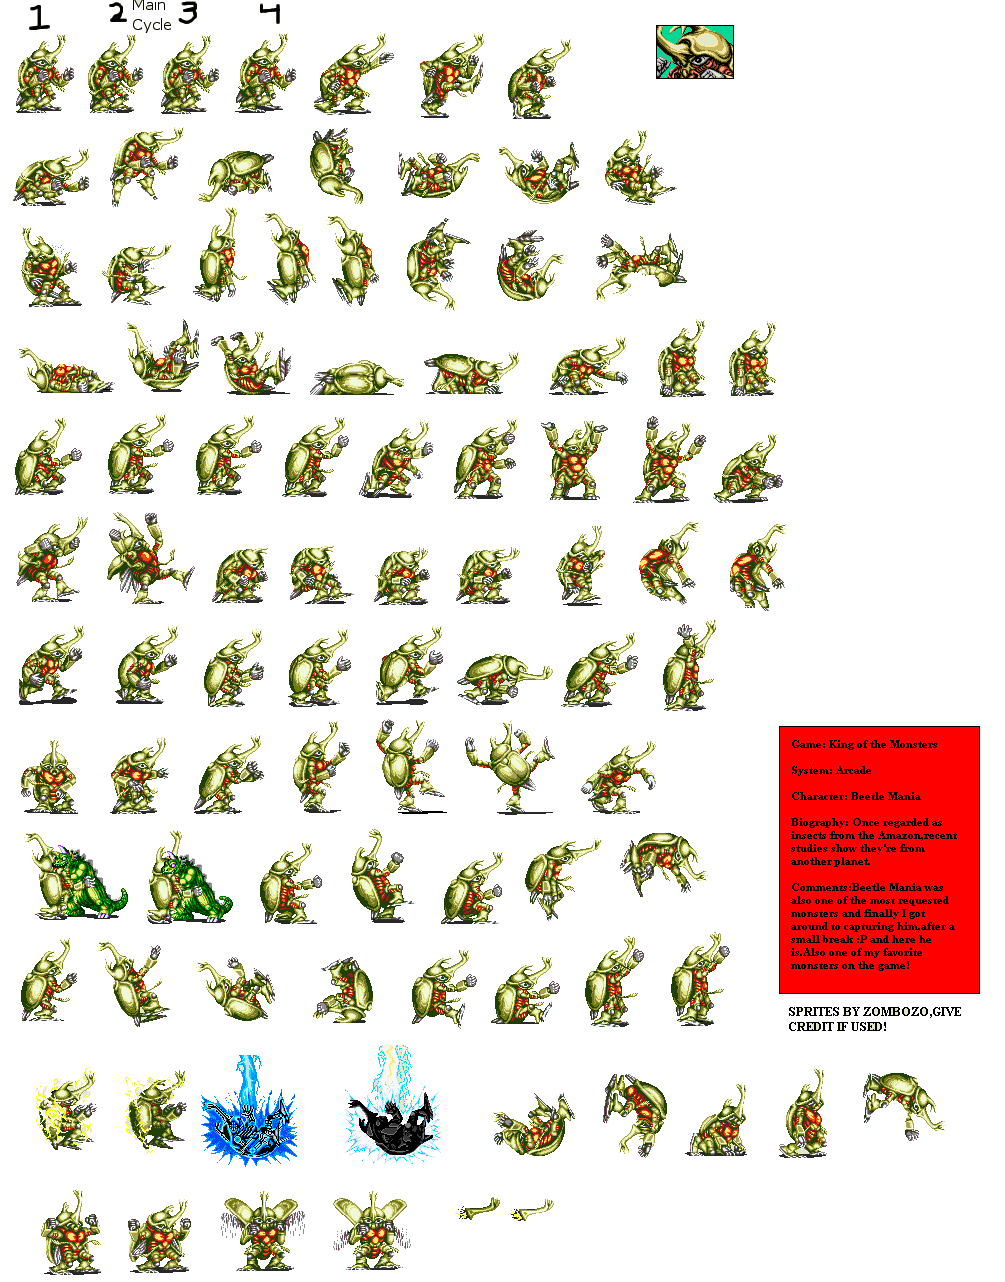 1
2
Main
Cycle
3
4
Game: King of the Monsters
System: Arcade
Character: Beetle Mania
Biography: Once regarded as
insects from the Amazon,recent
studies show they're from
another planet.
Comments:Beetle Mania was
also one of the most requested
monsters and finally I got
around to capturing him,after a
small break :P and here he
is.Also one of my favorite
monsters on the game!
SPRITES BY ZOMBOZO,GIVE
CREDIT IF USED!